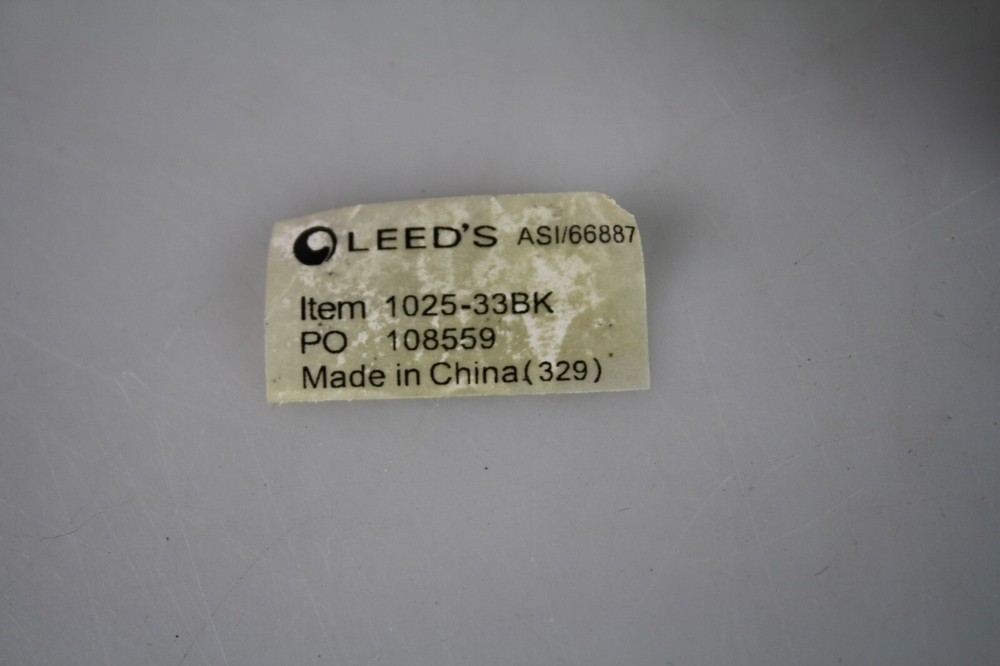 LEED'S ASI/66887
Item 1025-33BK
PO 108559
Made in China(329)